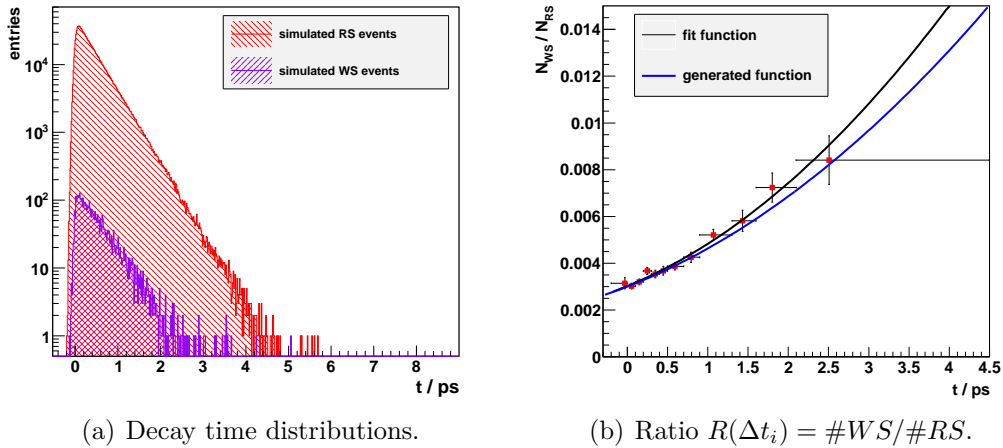 entries
10⁴
10³
10²
10
1
simulated RS events
simulated WS events
0 1 2 3 4 5 6 7 8
t / ps
(a) Decay time distributions.
N_WS / N_RS
0.014
0.012
0.01
0.008
0.006
0.004
0.002
0
fit function
generated function
0 0.5 1 1.5 2 2.5 3 3.5 4 4.5
t / ps
(b) Ratio R(Δt_i) = #WS/#RS.